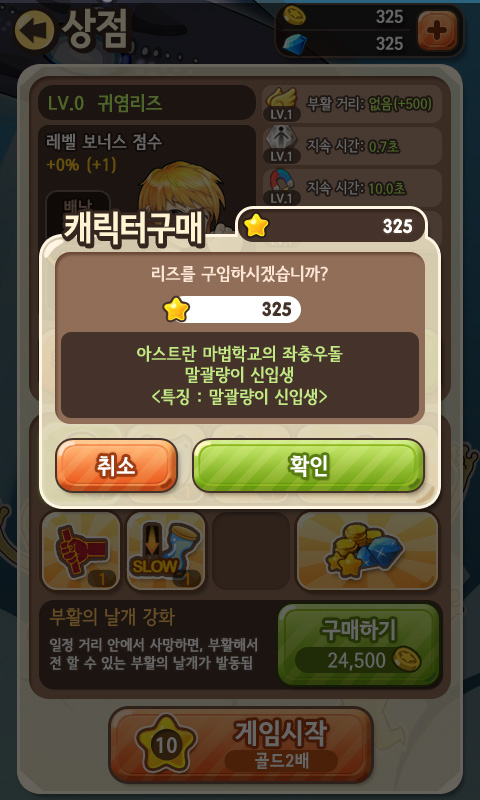 상점
325
325
LV.0 귀염리즈
레벨 보너스 점수
+0% (+1)
배낭
LV.1
부활 거리: 없음(+500)
LV.1
지속 시간: 0.7초
LV.1
지속 시간: 10.0초
캐릭터구매
325
리즈를 구입하시겠습니까?
325
아스트란 마법학교의 좌충우돌
말괄량이 신입생
<특징 : 말괄량이 신입생>
취소
확인
1
SLOW
1
부활의 날개 강화
일정 거리 안에서 사망하면, 부활해서
전 할 수 있는 부활의 날개가 발동됩
구매하기
24,500
10
게임시작
골드2배